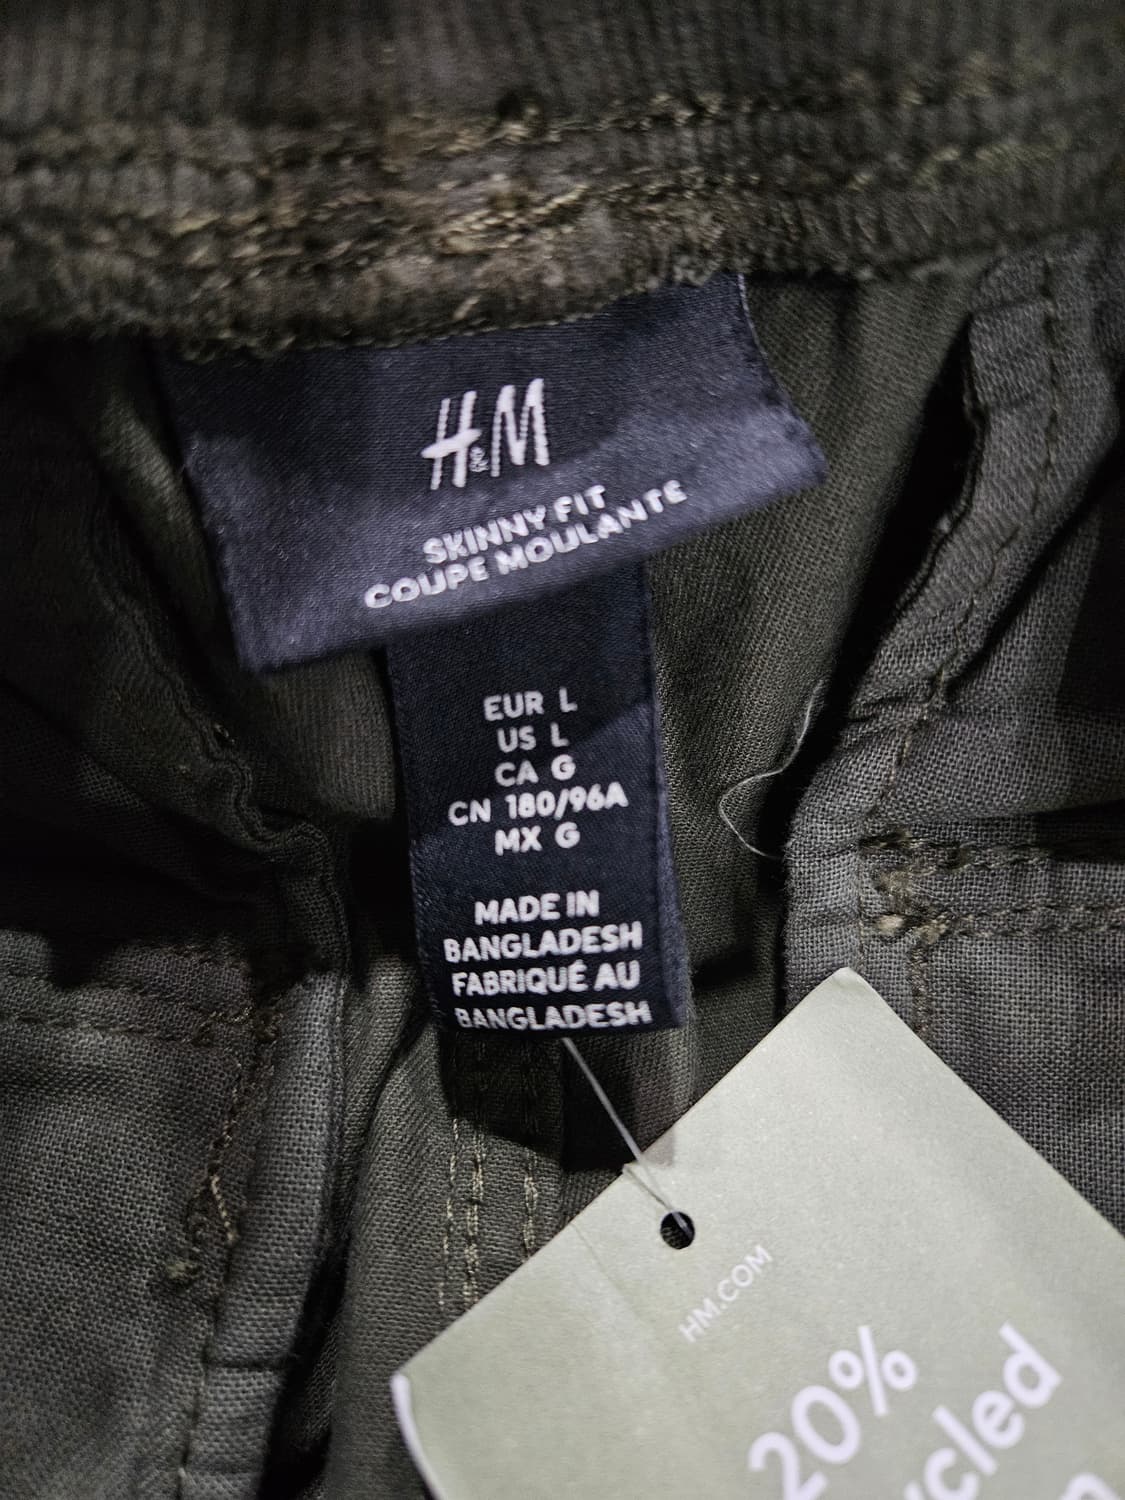 H&M
SKINNY FIT
COUPE MOULANTE
EUR L
US L
CA G
CN 180/96A
MX G
MADE IN
BANGLADESH
FABRIQUÉ AU
BANGLADESH
HM.COM
20%